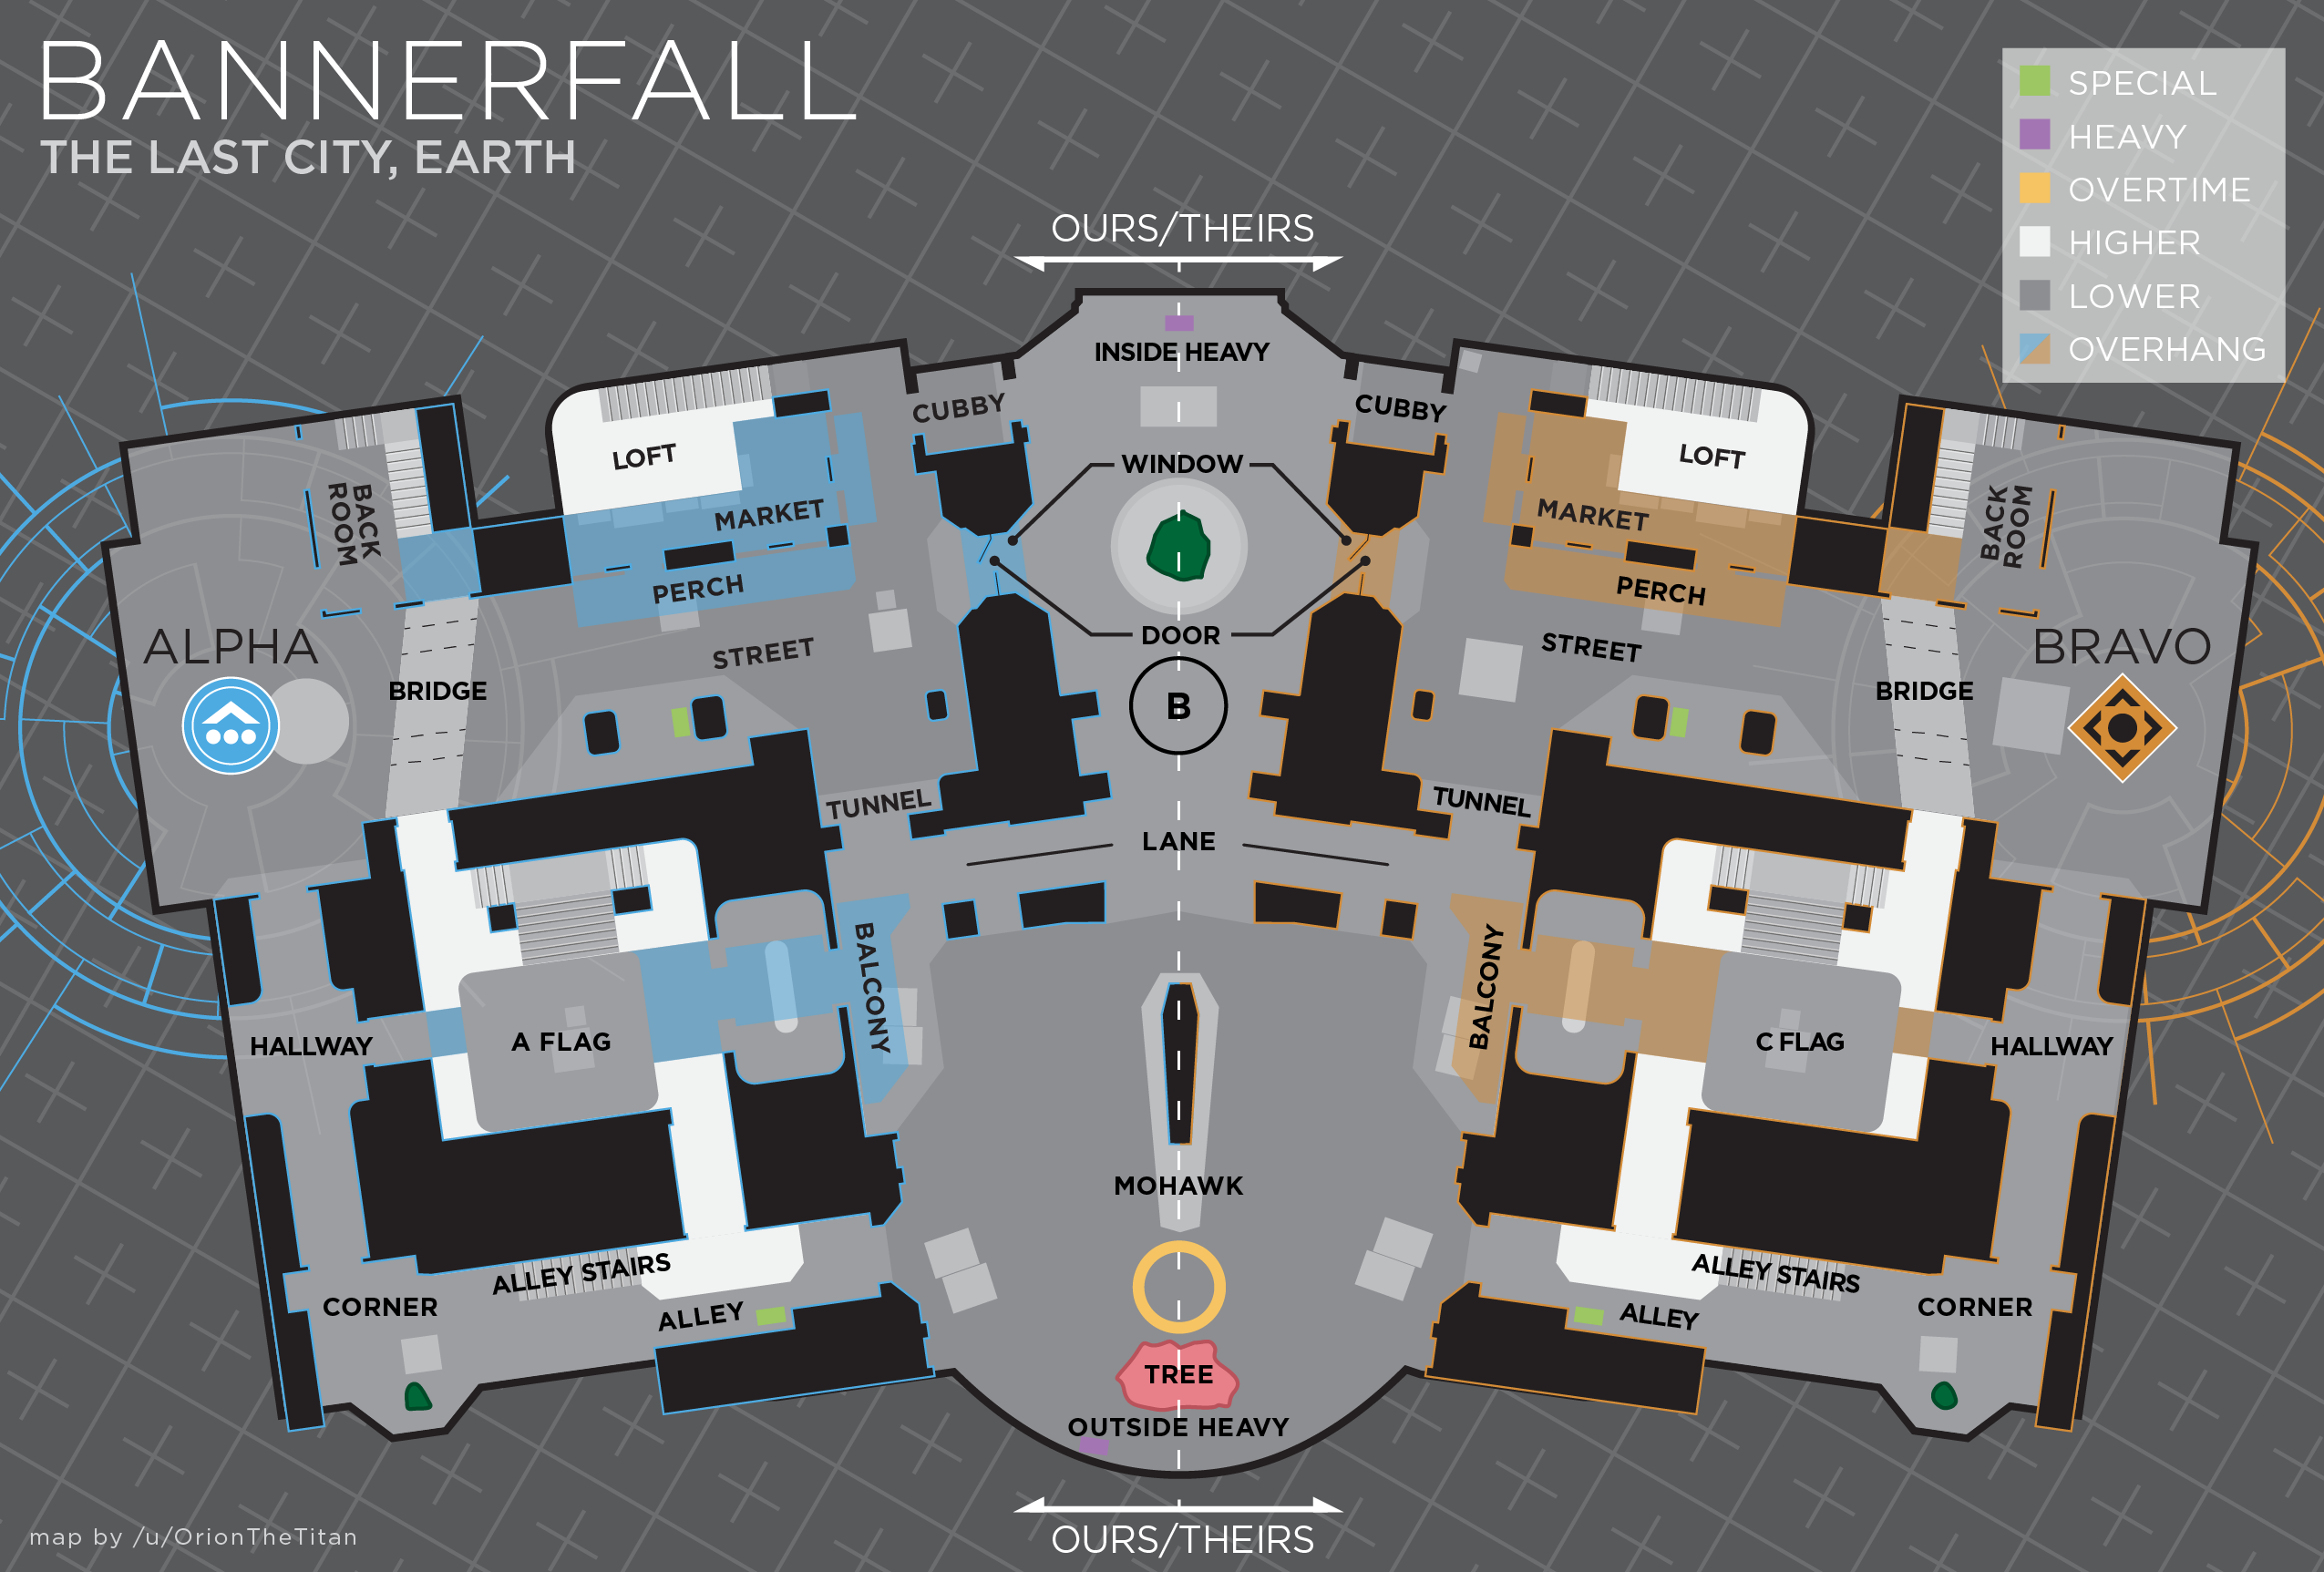 BANNERFALL
THE LAST CITY, EARTH
SPECIAL
HEAVY
OVERTIME
HIGHER
LOWER
OVERHANG
OURS/THEIRS
INSIDE HEAVY
CUBBY
CUBBY
LOFT
LOFT
WINDOW
MARKET
MARKET
BACK
ROOM
BACK
ROOM
PERCH
PERCH
DOOR
STREET
STREET
ALPHA
BRAVO
BRIDGE
BRIDGE
B
TUNNEL
TUNNEL
LANE
BALCONY
BALCONY
HALLWAY
A FLAG
C FLAG
HALLWAY
MOHAWK
ALLEY STAIRS
ALLEY STAIRS
CORNER
CORNER
ALLEY
ALLEY
TREE
OUTSIDE HEAVY
OURS/THEIRS
map by /u/OrionTheTitan